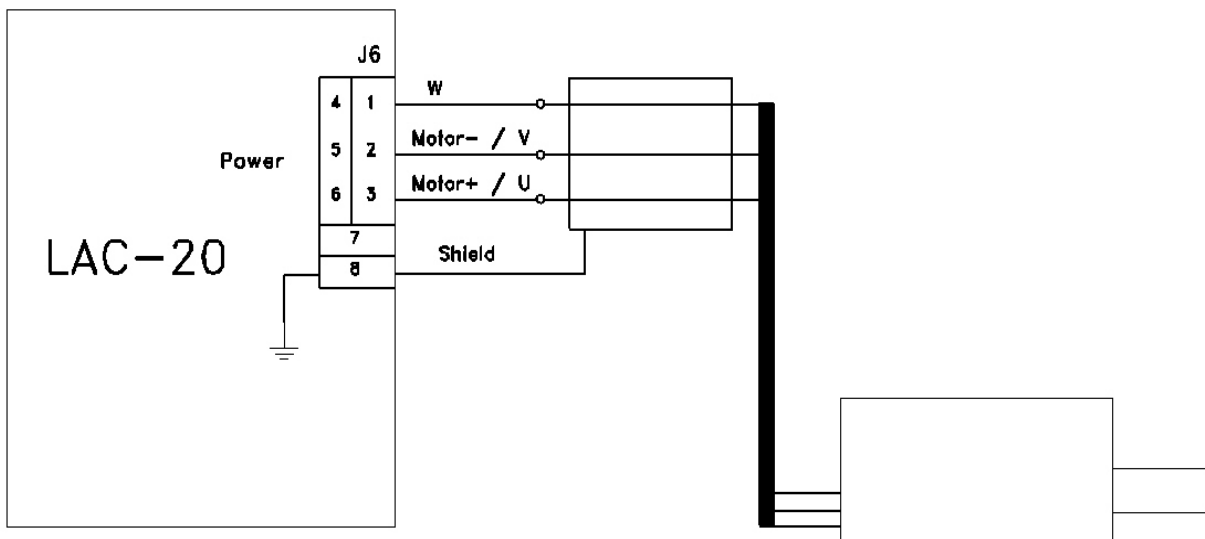 J6
4 1 W
5 2 Motor- / V
Power
6 3 Motor+ / U
7
LAC-20
8 Shield